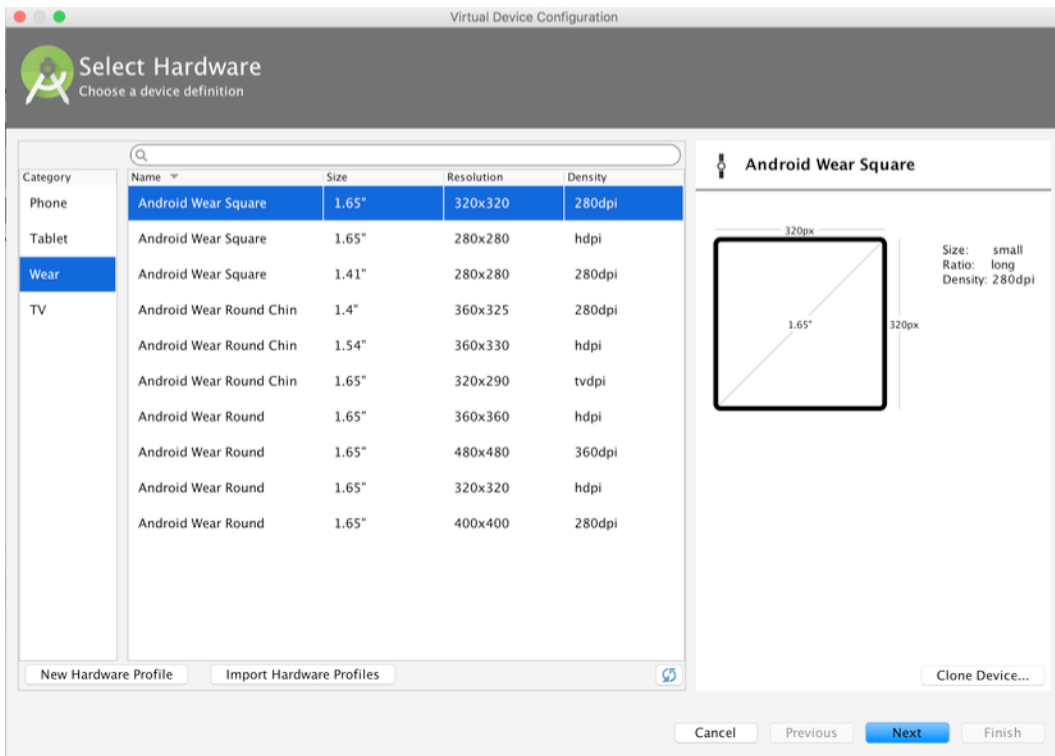 Virtual Device Configuration
Select Hardware
Choose a device definition
Category
Phone
Tablet
Wear
TV
Name Size Resolution Density
Android Wear Square 1.65" 320x320 280dpi
Android Wear Square 1.65" 280x280 hdpi
Android Wear Square 1.41" 280x280 280dpi
Android Wear Round Chin 1.4" 360x325 280dpi
Android Wear Round Chin 1.54" 360x330 hdpi
Android Wear Round Chin 1.65" 320x290 tvdpi
Android Wear Round 1.65" 360x360 hdpi
Android Wear Round 1.65" 480x480 360dpi
Android Wear Round 1.65" 320x320 hdpi
Android Wear Round 1.65" 400x400 280dpi
New Hardware Profile Import Hardware Profiles
Android Wear Square
320px
1.65"
320px
Size: small
Ratio: long
Density: 280dpi
Clone Device...
Cancel Previous Next Finish